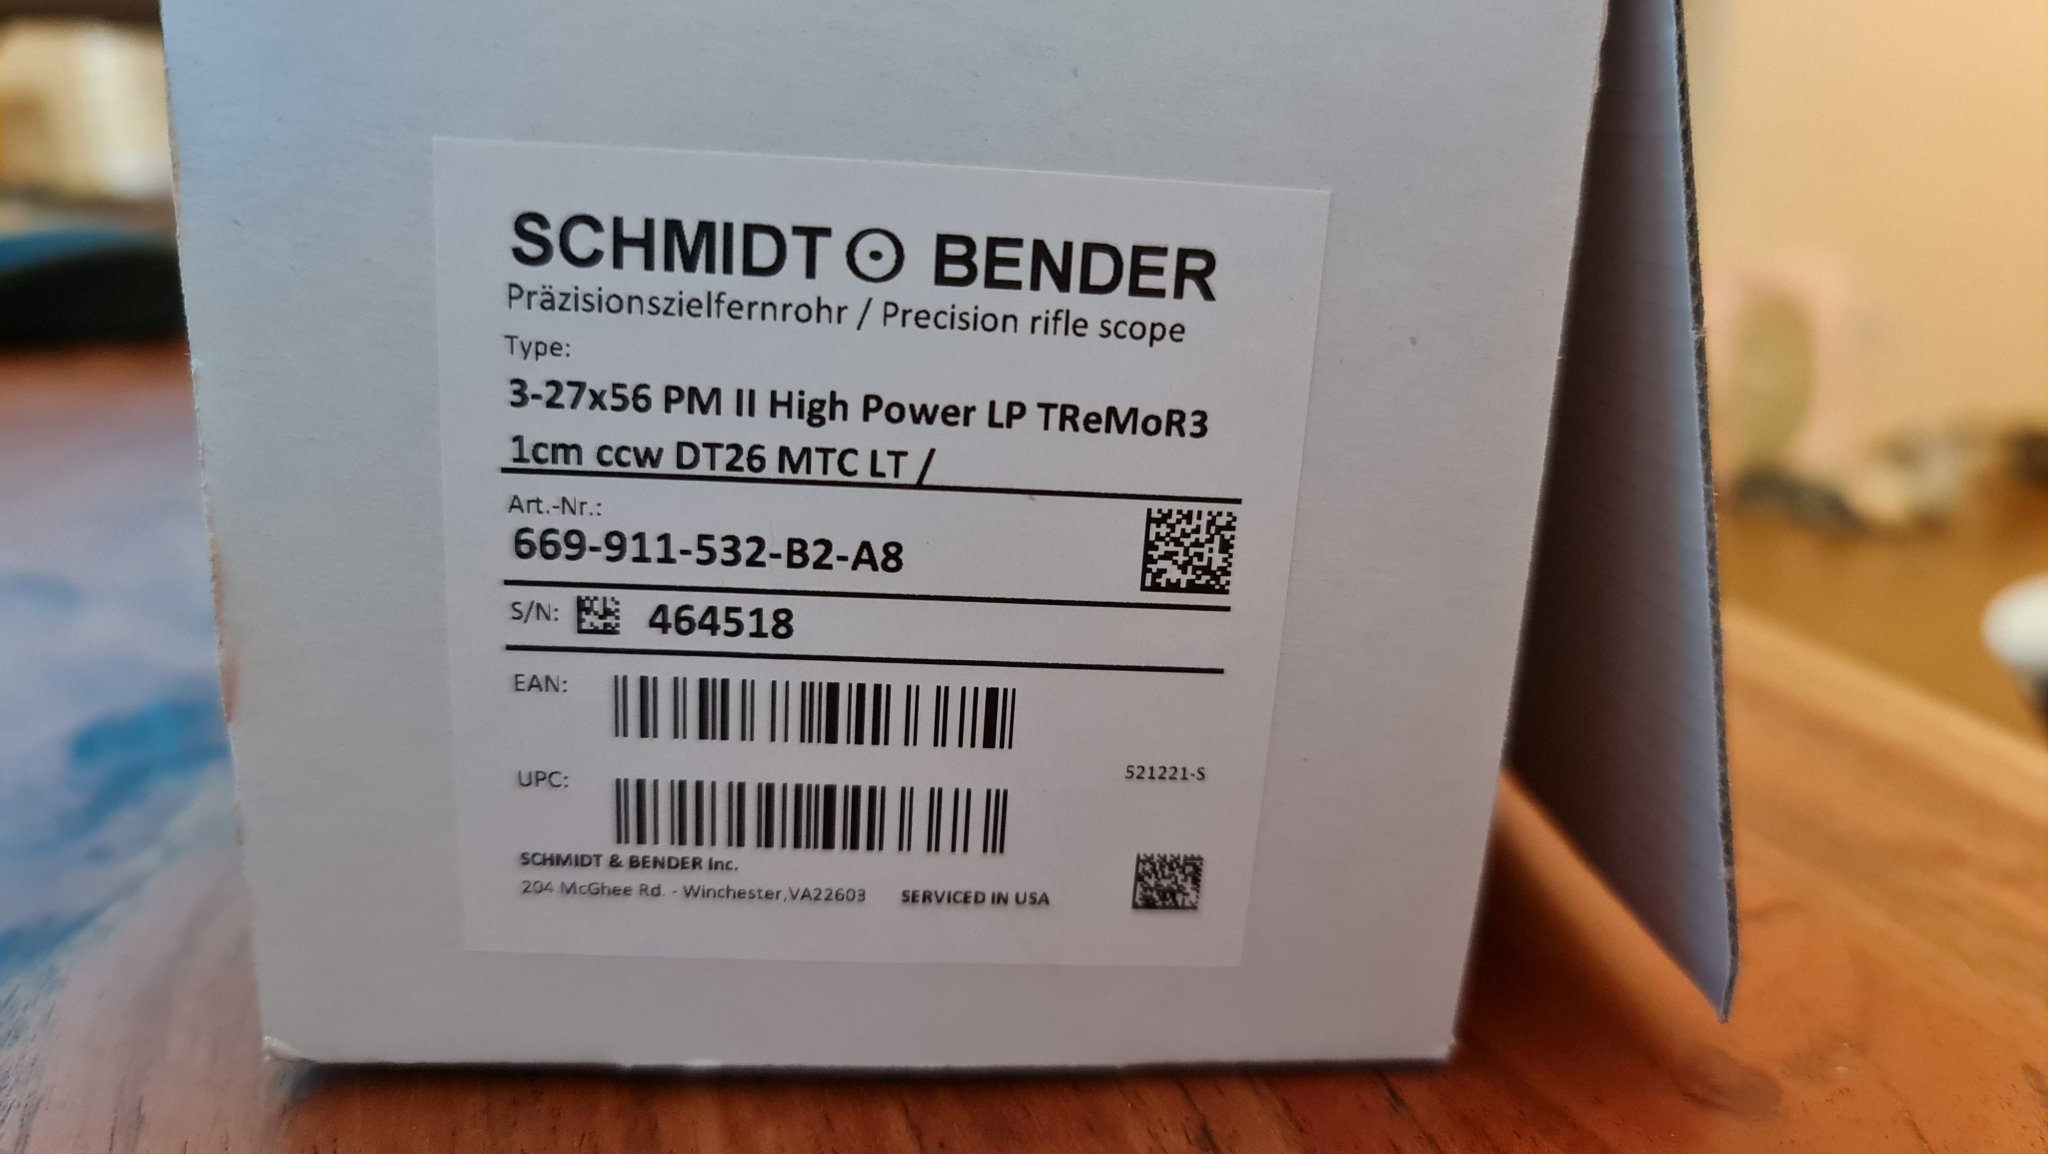 SCHMIDT BENDER
Präzisionszielfernrohr / Precision rifle scope
Type:
3-27x56 PM II High Power LP TReMoR3
1cm ccw DT26 MTC LT /
Art.-Nr.:
669-911-532-B2-A8
S/N: 464518
EAN:
521221-S
UPC:
SCHMIDT & BENDER Inc.
204 McGhee Rd. - Winchester,VA22603 SERVICED IN USA